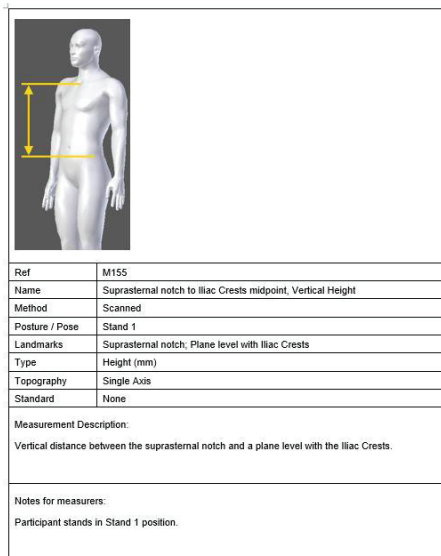 Ref M155
Name Suprasternal notch to Iliac Crests midpoint, Vertical Height
Method Scanned
Posture / Pose Stand 1
Landmarks Suprasternal notch; Plane level with Iliac Crests
Type Height (mm)
Topography Single Axis
Standard None
Measurement Description:
Vertical distance between the suprasternal notch and a plane level with the Iliac Crests.
Notes for measurers:
Participant stands in Stand 1 position.